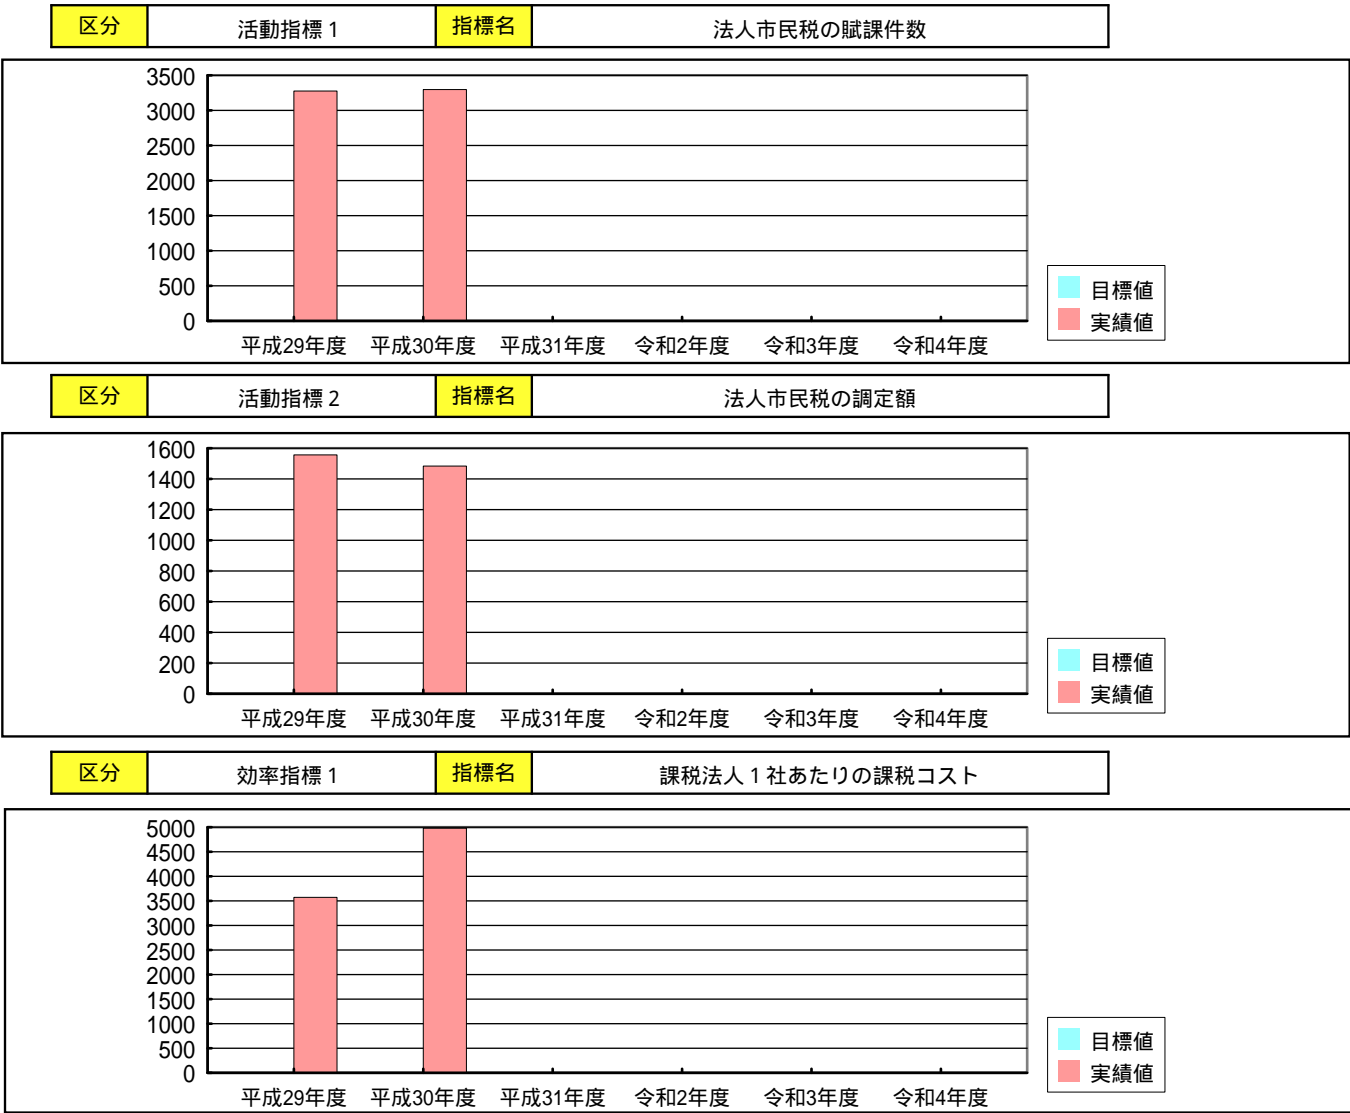 区分 活動指標１ 指標名 法人市民税の賦課件数
3500
3000
2500
2000
1500
1000
500
0
平成29年度 平成30年度 平成31年度 令和2年度 令和3年度 令和4年度
目標値
実績値
区分 活動指標２ 指標名 法人市民税の調定額
1600
1400
1200
1000
800
600
400
200
0
平成29年度 平成30年度 平成31年度 令和2年度 令和3年度 令和4年度
目標値
実績値
区分 効率指標１ 指標名 課税法人１社あたりの課税コスト
5000
4500
4000
3500
3000
2500
2000
1500
1000
500
0
平成29年度 平成30年度 平成31年度 令和2年度 令和3年度 令和4年度
目標値
実績値